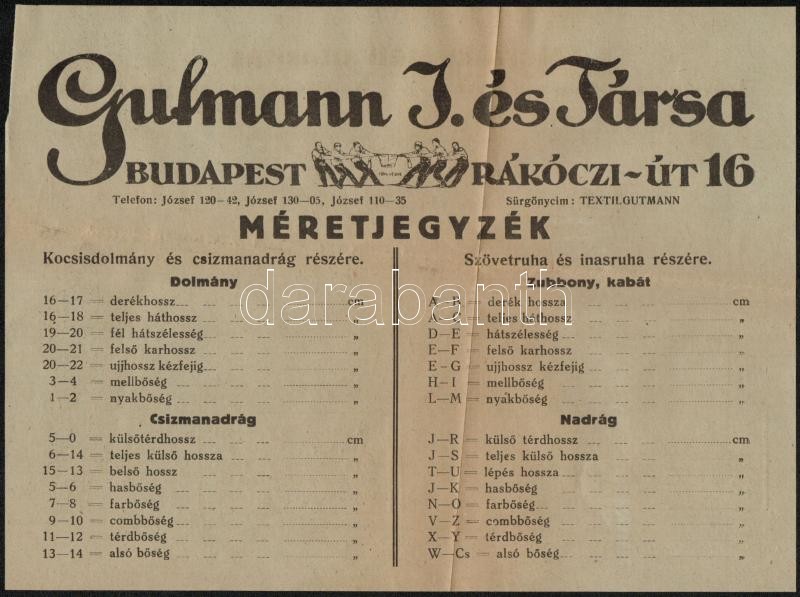 Gutmann J. és Társa
BUDAPEST RÁKÓCZI-ÚT 16
Telefon: József 120-42, József 130-05, József 110-35 Sürgönycim: TEXTILGUTMANN
MÉRETJEGYZÉK
Kocsisdolmány és csizmanadrág részére.
Dolmány
16-17 = derékhossz cm
16-18 = teljes háthossz „
19-20 = fél hátszélesség „
20-21 = felső karhossz „
20-22 = ujjhossz kézfejig „
3-4 = mellbőség „
1-2 = nyakbőség „
Csizmanadrág
5-0 = külsőtérdhossz cm
6-14 = teljes külső hossza „
15-13 = belső hossz „
5-6 = hasbőség „
7-8 = farbőség „
9-10 = combbőség „
11-12 = térdbőség „
13-14 = alsó bőség „
Szövetruha és inasruha részére.
Zubbony, kabát
A-B = derék hossza cm
A-C = teljes háthossz „
D-E = hátszélesség „
E-F = felső karhossz „
E-G = ujjhossz kézfejig „
H-I = mellbőség „
L-M = nyakbőség „
Nadrág
J-R = külső térdhossz cm
J-S = teljes külső hossza „
T-U = lépés hossza „
J-K = hasbőség „
N-O = farbőség „
V-Z = combbőség „
X-Y = térdbőség „
W-Cs = alsó bőség „
darabanth.com